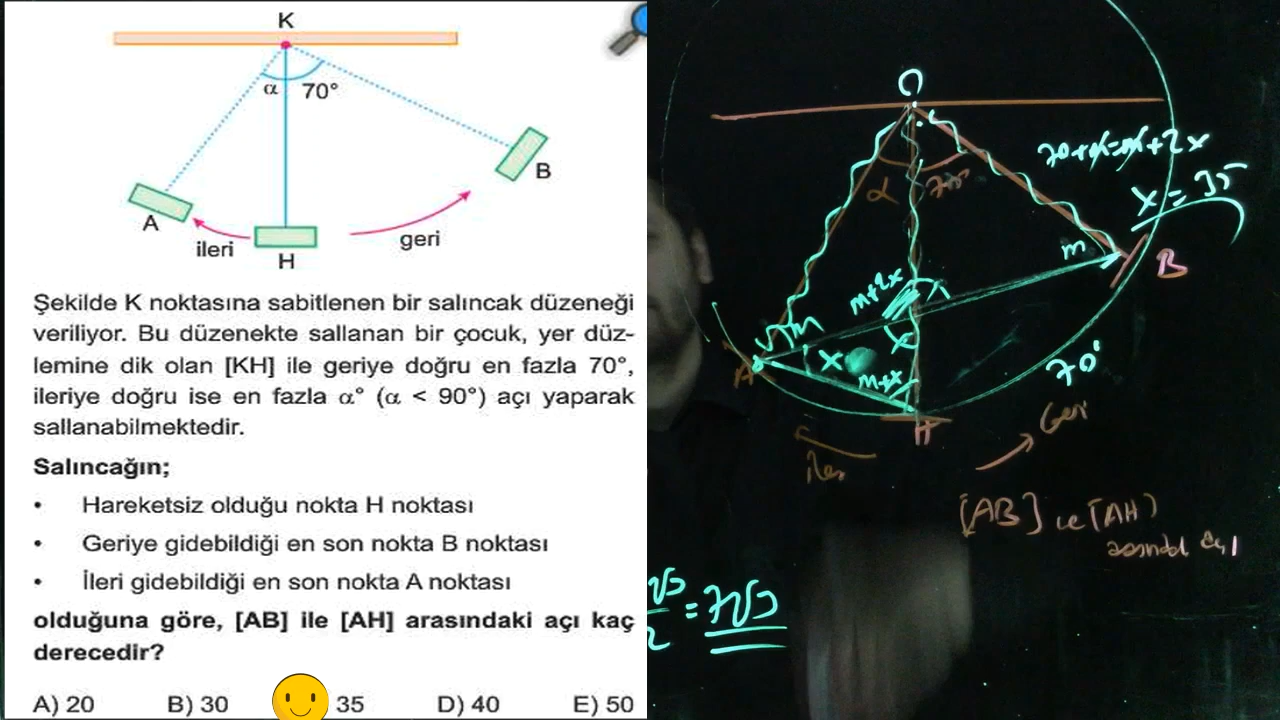 K
α 70°
B
A
ileri
geri
H
Şekilde K noktasına sabitlenen bir salıncak düzeneği
veriliyor. Bu düzenekte sallanan bir çocuk, yer düz-
lemine dik olan [KH] ile geriye doğru en fazla 70°,
ileriye doğru ise en fazla α° (α < 90°) açı yaparak
sallanabilmektedir.
Salıncağın;
• Hareketsiz olduğu nokta H noktası
• Geriye gidebildiği en son nokta B noktası
• İleri gidebildiği en son nokta A noktası
olduğuna göre, [AB] ile [AH] arasındaki açı kaç
derecedir?
A) 20 B) 30 35 D) 40 E) 50
O
70+α=m+2x
x = 35
α 70°
m
B
m+2x
m
x
m+x
A
70°
H
Geri
[AB] ile [AH]